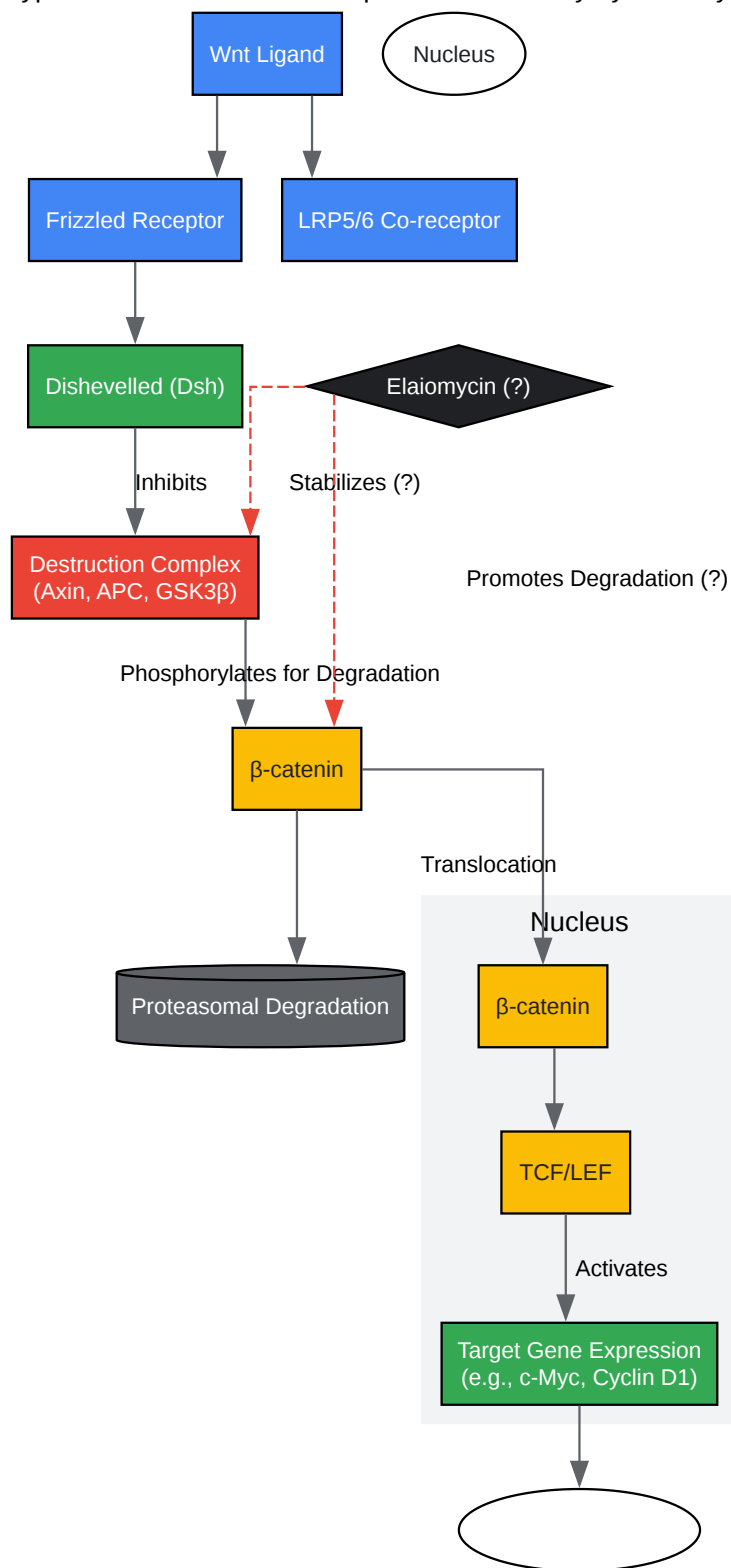 Wnt Ligand
Nucleus
Frizzled Receptor
LRP5/6 Co-receptor
Dishevelled (Dsh)
Elaiomycin (?)
Inhibits
Stabilizes (?)
Destruction Complex
(Axin, APC, GSK3β)
Promotes Degradation (?)
Phosphorylates for Degradation
β-catenin
Translocation
Nucleus
Proteasomal Degradation
β-catenin
TCF/LEF
Activates
Target Gene Expression
(e.g., c-Myc, Cyclin D1)